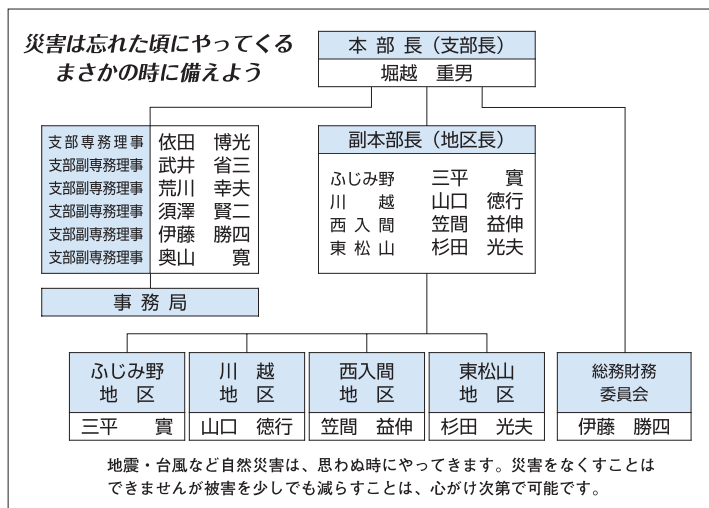 災害は忘れた頃にやってくる
まさかの時に備えよう
本部長（支部長）
堀越 重男
支部専務理事 依田 博光
支部副専務理事 武井 省三
支部副専務理事 荒川 幸夫
支部副専務理事 須澤 賢二
支部副専務理事 伊藤 勝四
支部副専務理事 奥山 寛
事務局
副本部長（地区長）
ふじみ野 三平 實
川越 山口 徳行
西入間 笠間 益伸
東松山 杉田 光夫
ふじみ野
地区
三平 實
川越
地区
山口 徳行
西入間
地区
笠間 益伸
東松山
地区
杉田 光夫
総務財務
委員会
伊藤 勝四
地震・台風など自然災害は、思わぬ時にやってきます。災害をなくすことは
できませんが被害を少しでも減らすことは、心がけ次第で可能です。